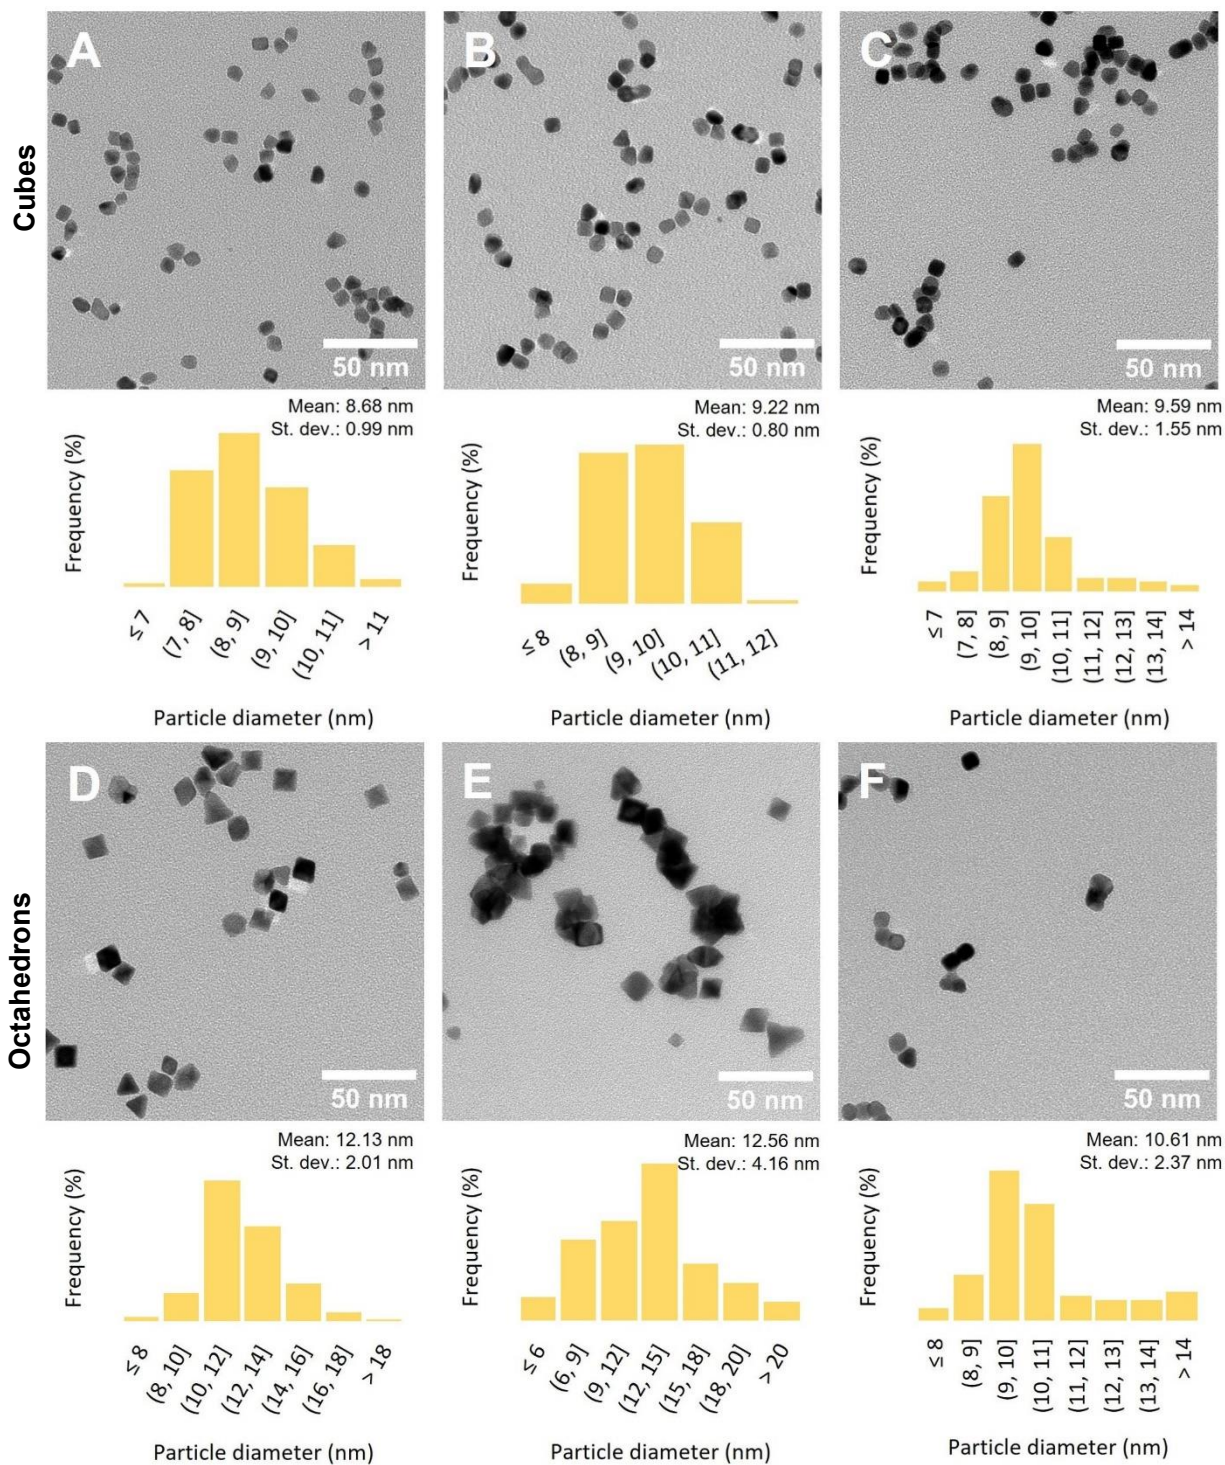 Cubes
A
50 nm
B
50 nm
C
50 nm
Mean: 8.68 nm
St. dev.: 0.99 nm
Frequency (%)
≤ 7
(7, 8]
(8, 9]
(9, 10]
(10, 11]
> 11
Particle diameter (nm)
Mean: 9.22 nm
St. dev.: 0.80 nm
Frequency (%)
≤ 8
(8, 9]
(9, 10]
(10, 11]
(11, 12]
Particle diameter (nm)
Mean: 9.59 nm
St. dev.: 1.55 nm
Frequency (%)
≤ 7
(7, 8]
(8, 9]
(9, 10]
(10, 11]
(11, 12]
(12, 13]
(13, 14]
> 14
Particle diameter (nm)
Octahedrons
D
50 nm
E
50 nm
F
50 nm
Mean: 12.13 nm
St. dev.: 2.01 nm
Frequency (%)
≤ 8
(8, 10]
(10, 12]
(12, 14]
(14, 16]
(16, 18]
> 18
Particle diameter (nm)
Mean: 12.56 nm
St. dev.: 4.16 nm
Frequency (%)
≤ 6
(6, 9]
(9, 12]
(12, 15]
(15, 18]
(18, 20]
> 20
Particle diameter (nm)
Mean: 10.61 nm
St. dev.: 2.37 nm
Frequency (%)
≤ 8
(8, 9]
(9, 10]
(10, 11]
(11, 12]
(12, 13]
(13, 14]
> 14
Particle diameter (nm)